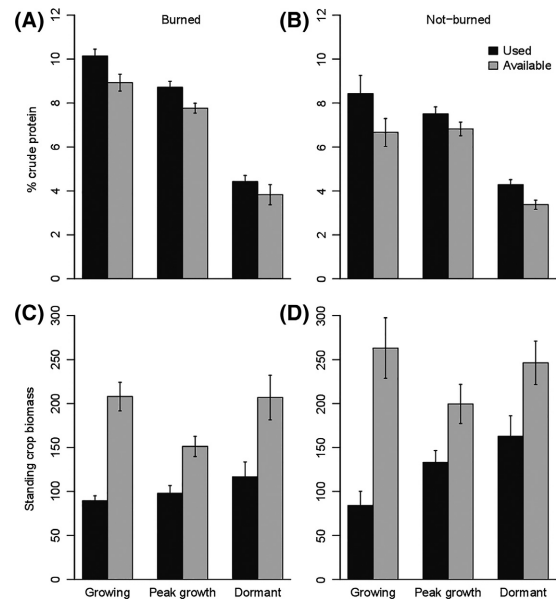 (A) Burned
(B) Not-burned
Used
Available
% crude protein
0 2 4 6 8 10 12
0 2 4 6 8 10 12
(C)
(D)
Standing crop biomass
0 50 100 150 200 250 300
0 50 100 150 200 250 300
Growing Peak growth Dormant
Growing Peak growth Dormant